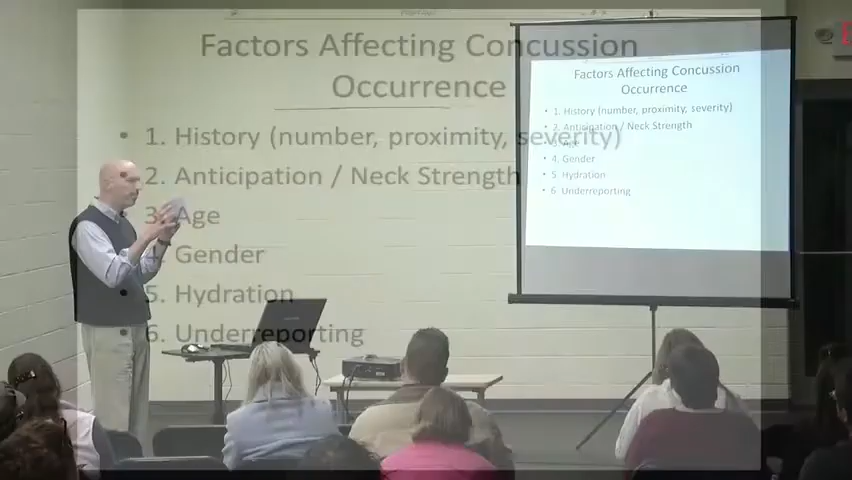 Factors Affecting Concussion
Occurrence
• 1. History (number, proximity, severity)
2. Anticipation / Neck Strength
3. Age
4. Gender
5. Hydration
6. Underreporting
Factors Affecting Concussion
Occurrence
• 1. History (number, proximity, severity)
• 2. Anticipation / Neck Strength
• 3. Age
• 4. Gender
• 5 Hydration
• 6 Underreporting